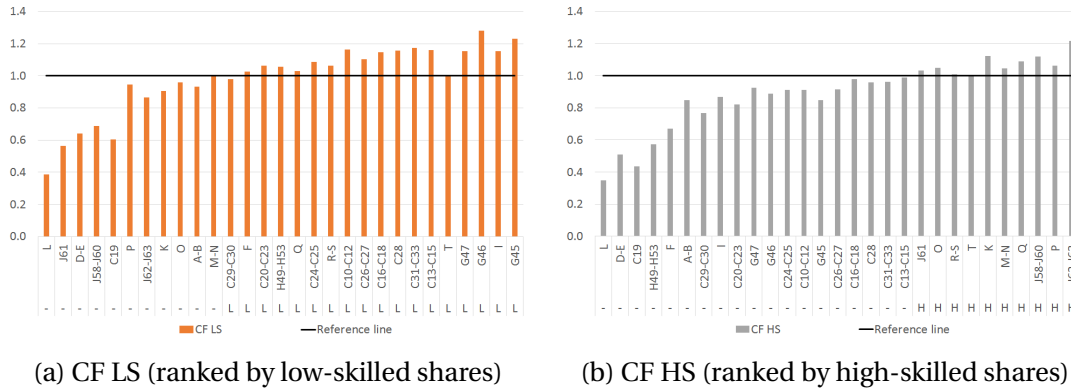 1.4
1.2
1.0
0.8
0.6
0.4
0.2
0.0
L J61 D-E J58-J60 C19 P J62-J63 K O A-B M-N C29-C30 F C20-C23 H49-H53 Q C24-C25 R-S C10-C12 C26-C27 C16-C18 C28 C31-C33 C13-C15 T G47 G46 I G45
- - - - - - - - - - - L L L L L L L L L L L L L L L L L L
CF LS Reference line
(a) CF LS (ranked by low-skilled shares)
1.4
1.2
1.0
0.8
0.6
0.4
0.2
0.0
L D-E C19 H49-H53 F A-B C29-C30 I C20-C23 G47 G46 C24-C25 C10-C12 G45 C26-C27 C16-C18 C28 C31-C33 C13-C15 J61 O R-S T K M-N Q J58-J60 P
- - - - - - - - - - - - - - - - - - - H H H H H H H H H
CF HS Reference line
(b) CF HS (ranked by high-skilled shares)